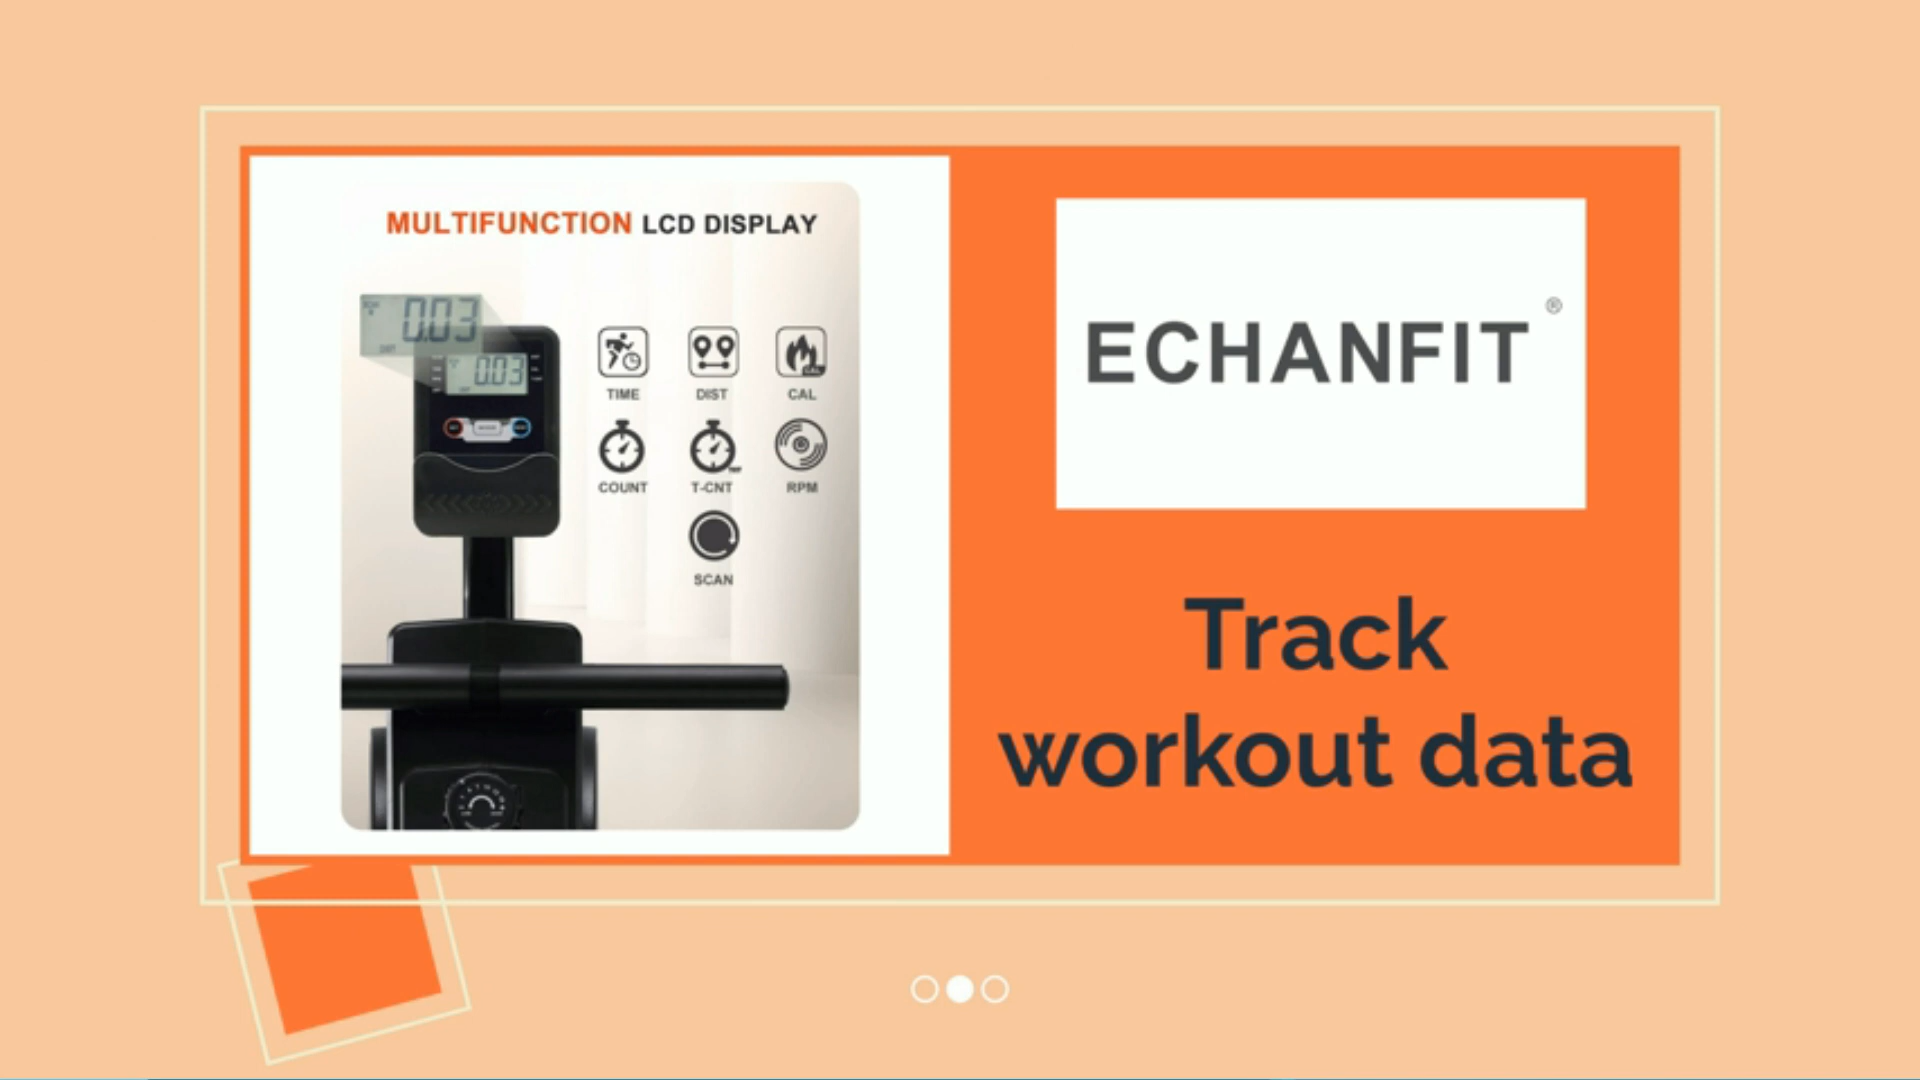 MULTIFUNCTION LCD DISPLAY
0.03
0.03
TIME
DIST
CAL
COUNT
T-CNT
RPM
SCAN
ECHANFIT®
Track
workout data